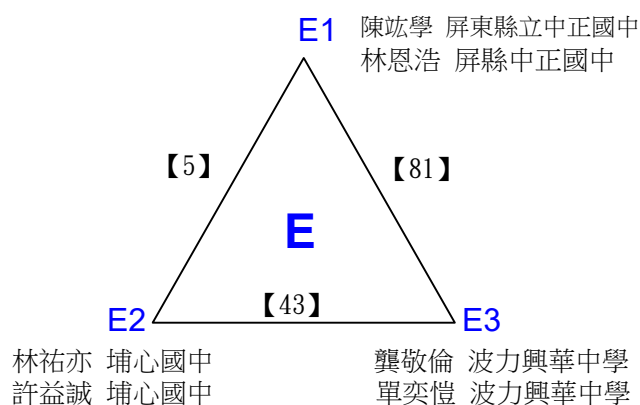 E1 陳竑學 屏東縣立中正國中
林恩浩 屏縣中正國中
【5】
【81】
E
【43】
E2
E3
林祐亦 埔心國中
許益誠 埔心國中
龔敬倫 波力興華中學
單奕愷 波力興華中學